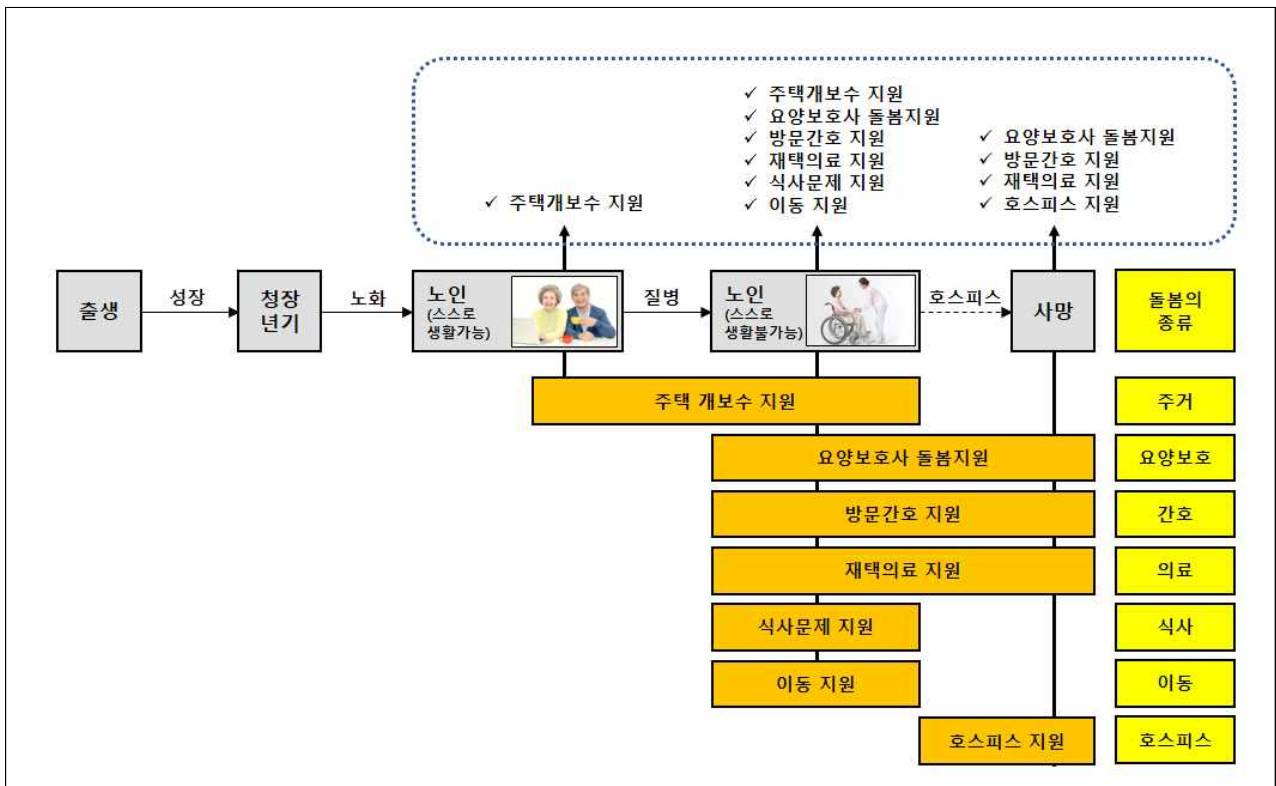 ✓ 주택개보수 지원
✓ 주택개보수 지원
✓ 요양보호사 돌봄지원
✓ 방문간호 지원
✓ 재택의료 지원
✓ 식사문제 지원
✓ 이동 지원
✓ 요양보호사 돌봄지원
✓ 방문간호 지원
✓ 재택의료 지원
✓ 호스피스 지원
출생
성장
청장
년기
노화
노인
(스스로
생활가능)
질병
노인
(스스로
생활불가능)
호스피스
사망
돌봄의
종류
주택 개보수 지원
주거
요양보호사 돌봄지원
요양보호
방문간호 지원
간호
재택의료 지원
의료
식사문제 지원
식사
이동 지원
이동
호스피스 지원
호스피스